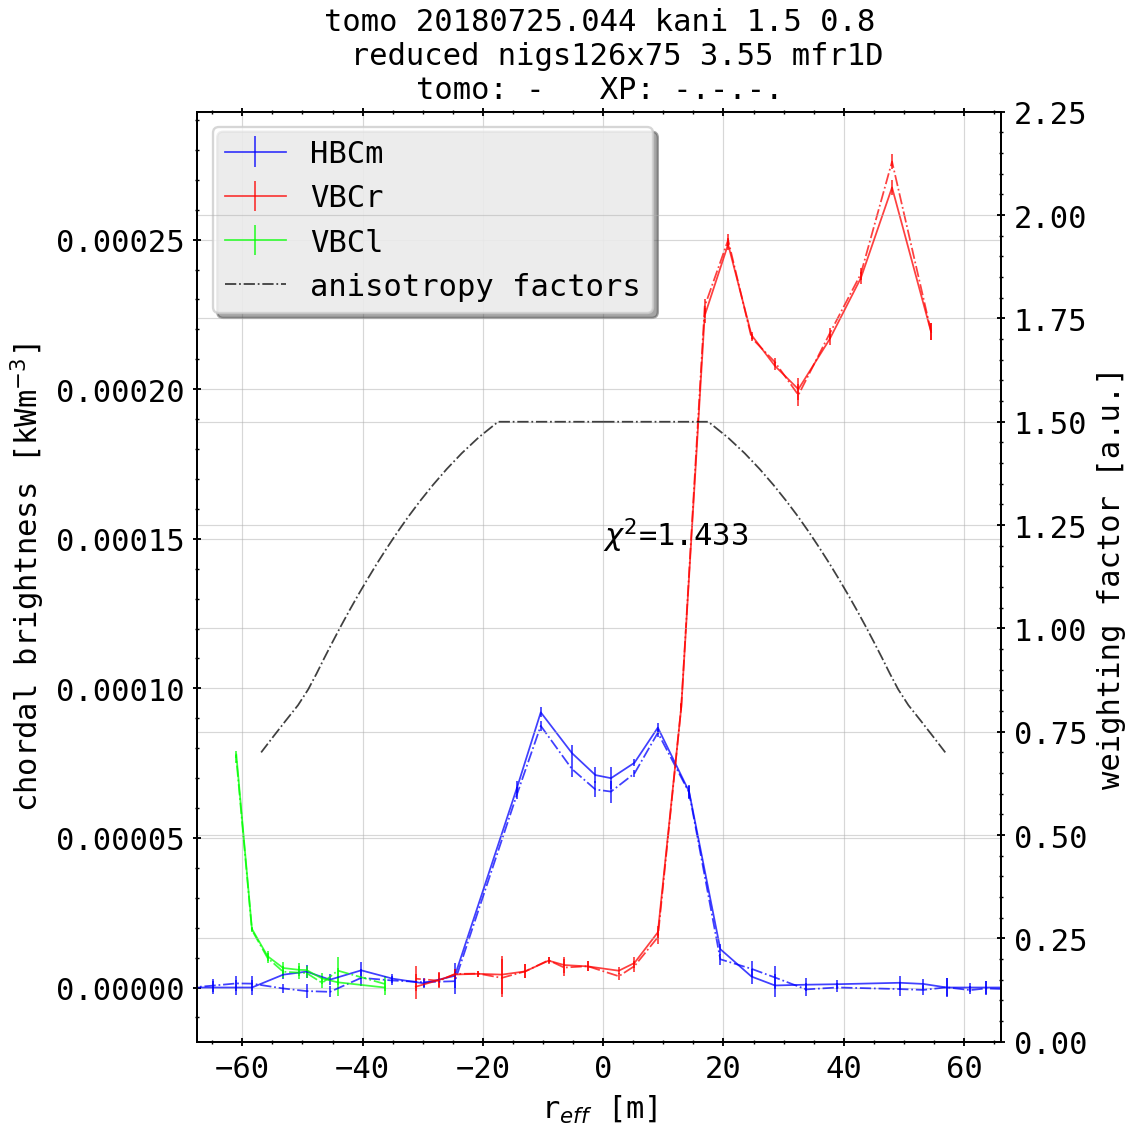 tomo 20180725.044 kani 1.5 0.8
reduced nigs126x75 3.55 mfr1D
tomo: -   XP: -.-.-.
HBCm
VBCr
VBCl
anisotropy factors
χ²=1.433
chordal brightness [kWm⁻³]
0.00025
0.00020
0.00015
0.00010
0.00005
0.00000
2.25
2.00
1.75
1.50
1.25
1.00
0.75
0.50
0.25
0.00
weighting factor [a.u.]
−60 −40 −20 0 20 40 60
r_eff [m]